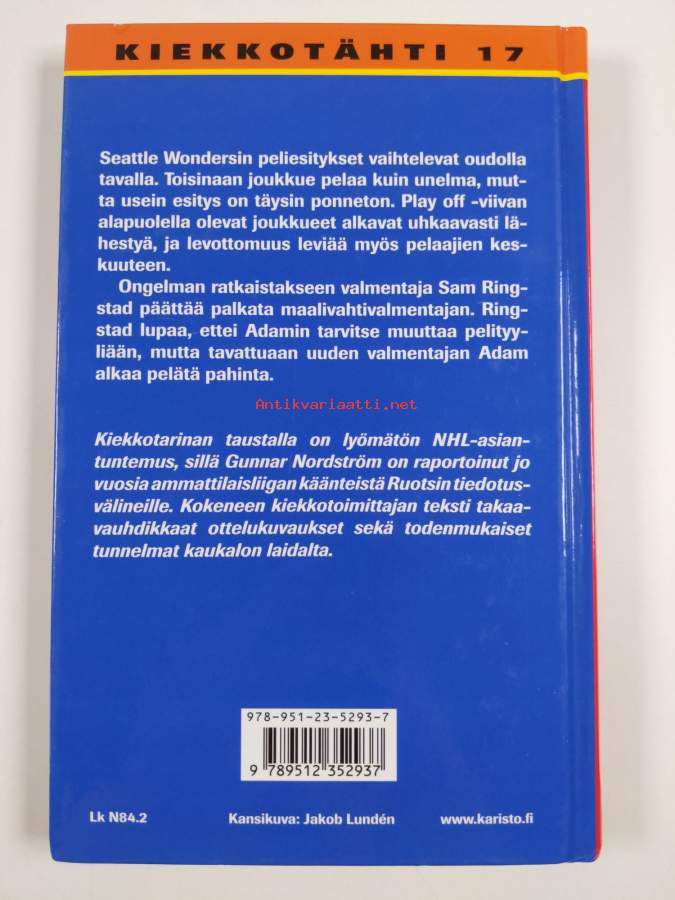 KIEKKOTÄHTI 17
Seattle Wondersin peliesitykset vaihtelevat oudolla
tavalla. Toisinaan joukkue pelaa kuin unelma, mut-
ta usein esitys on täysin ponneton. Play off -viivan
alapuolella olevat joukkueet alkavat uhkaavasti lä-
hestyä, ja levottomuus leviää myös pelaajien kes-
kuuteen.
Ongelman ratkaistakseen valmentaja Sam Ring-
stad päättää palkata maalivahtivalmentajan. Ring-
stad lupaa, ettei Adamin tarvitse muuttaa pelityy-
liään, mutta tavattuaan uuden valmentajan Adam
alkaa pelätä pahinta.
Antikvariaatti.net
Kiekkotarinan taustalla on lyömätön NHL-asian-
tuntemus, sillä Gunnar Nordström on raportoinut jo
vuosia ammattilaisliigan käänteistä Ruotsin tiedotus-
välineille. Kokeneen kiekkotoimittajan teksti takaa
vauhdikkaat ottelukuvaukset sekä todenmukaiset
tunnelmat kaukalon laidalta.
978-951-23-5293-7
9 789512 352937
Lk N84.2 Kansikuva: Jakob Lundén www.karisto.fi